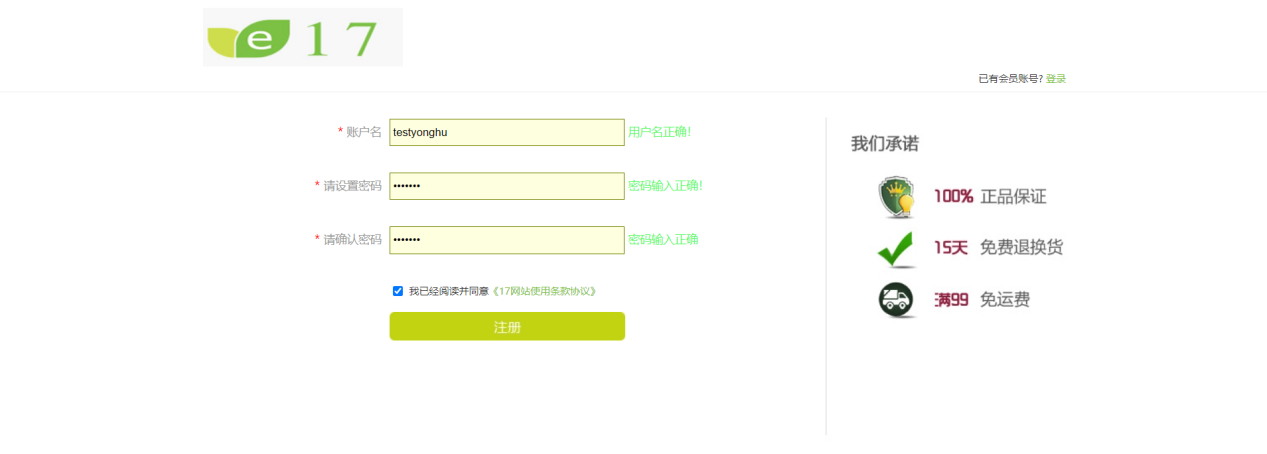 e 17
已有会员账号? 登录
* 账户名 testyonghu 用户名正确!
* 请设置密码 ••••••• 密码输入正确!
* 请确认密码 ••••••• 密码输入正确
我已经阅读并同意《17网站使用条款协议》
注册
我们承诺
100% 正品保证
15天 免费退换货
满99 免运费